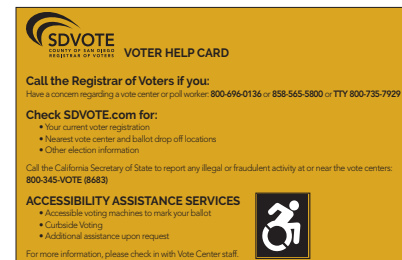 SDVOTE
COUNTY OF SAN DIEGO
REGISTRAR OF VOTERS
VOTER HELP CARD
Call the Registrar of Voters if you:
Have a concern regarding a vote center or poll worker: 800-696-0136 or 858-565-5800 or TTY 800-735-7929
Check SDVOTE.com for:
• Your current voter registration
• Nearest vote center and ballot drop off locations
• Other election information
Call the California Secretary of State to report any illegal or fraudulent activity at or near the vote centers:
800-345-VOTE (8683)
ACCESSIBILITY ASSISTANCE SERVICES
• Accessible voting machines to mark your ballot
• Curbside Voting
• Additional assistance upon request
For more information, please check in with Vote Center staff.